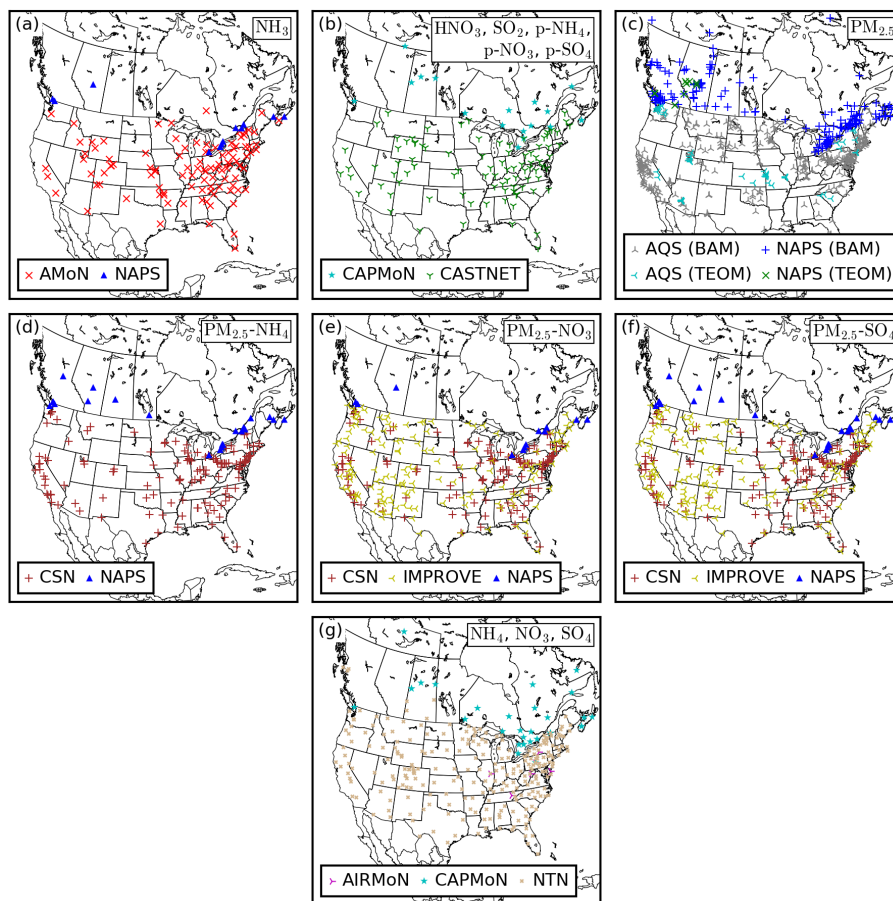 (a) NH₃
AMoN NAPS
(b) HNO₃, SO₂, p-NH₄,
p-NO₃, p-SO₄
CAPMoN CASTNET
(c) PM₂.₅
AQS (BAM) NAPS (BAM)
AQS (TEOM) NAPS (TEOM)
(d) PM₂.₅-NH₄
CSN NAPS
(e) PM₂.₅-NO₃
CSN IMPROVE NAPS
(f) PM₂.₅-SO₄
CSN IMPROVE NAPS
(g) NH₄, NO₃, SO₄
AIRMoN CAPMoN NTN